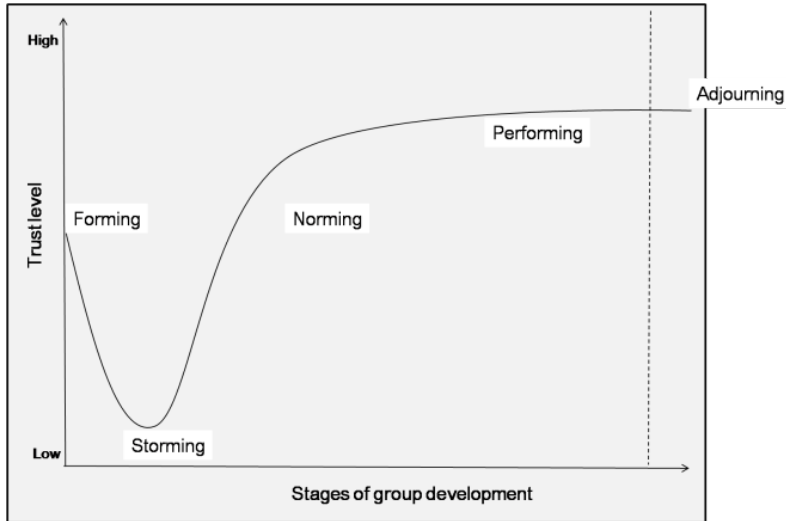 High
Adjourning
Performing
Trust level
Forming
Norming
Storming
Low
Stages of group development